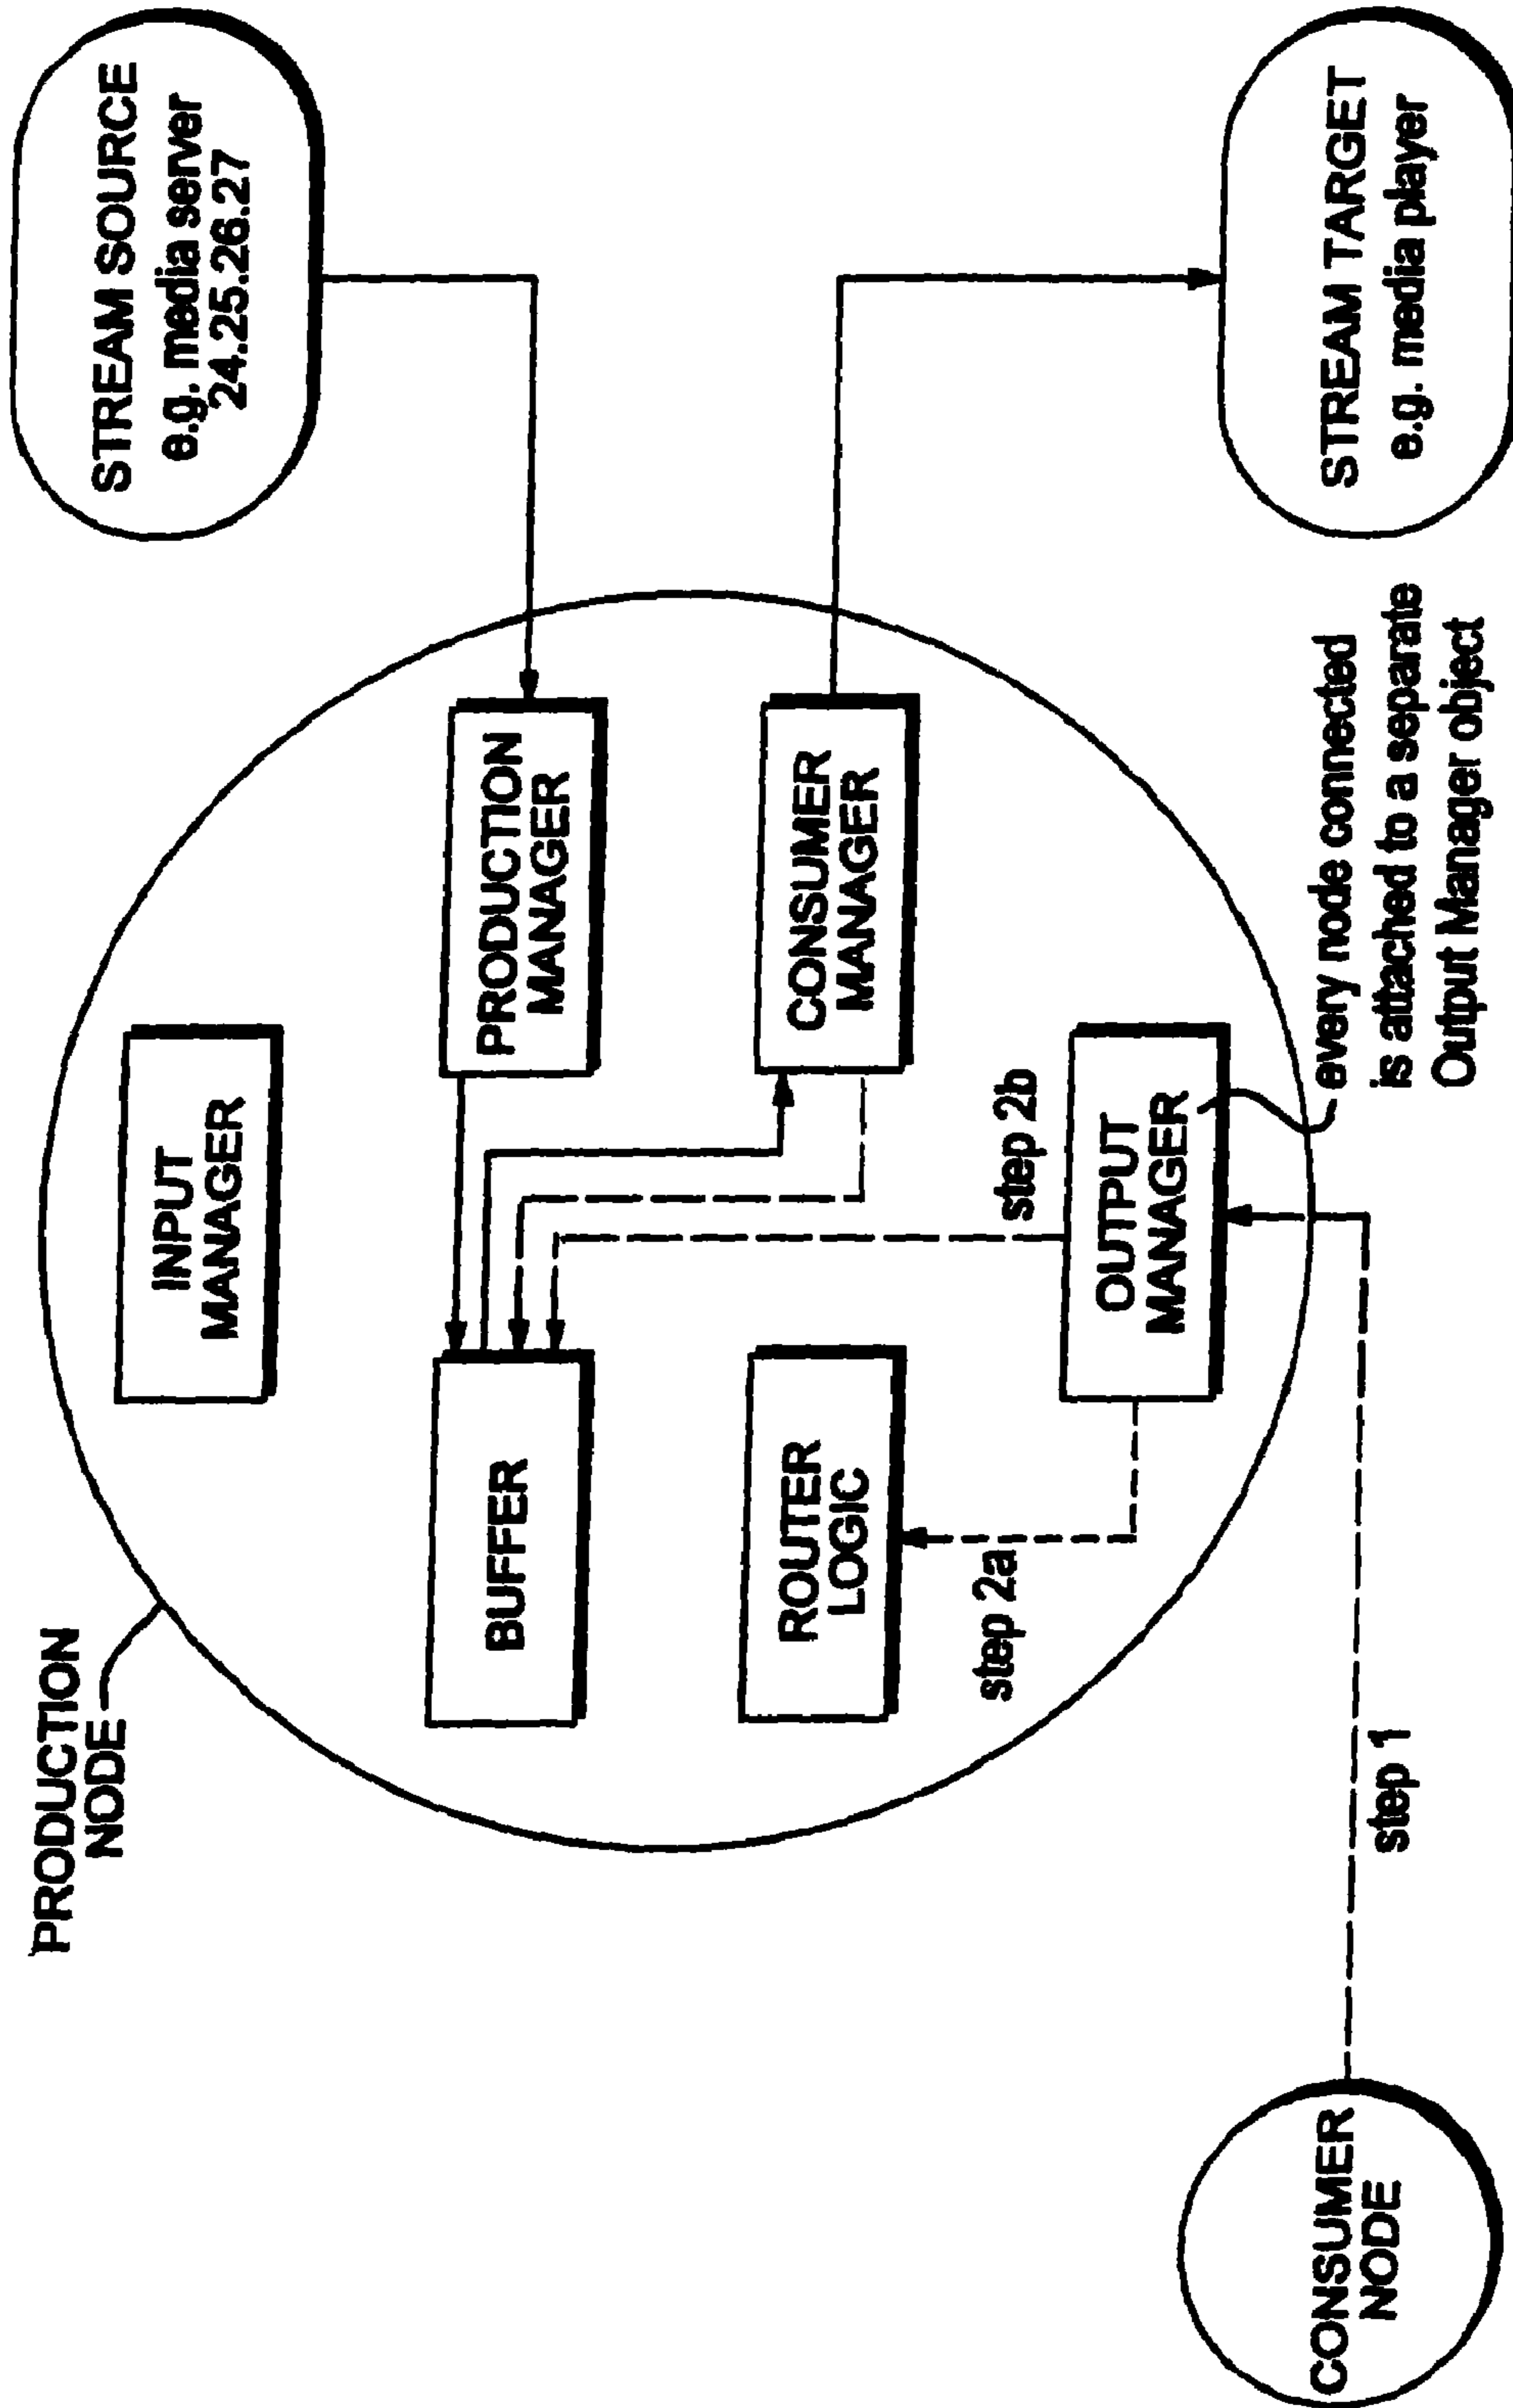 PRODUCTION
NODE
INPUT
MANAGER
STREAM SOURCE
e.g. media server
24.25.26.27
BUFFER
PRODUCTION
MANAGER
ROUTER
LOGIC
CONSUMER
MANAGER
step 2a
step 2b
OUTPUT
MANAGER
STREAM TARGET
e.g. media player
every node connected
is attached to a separate
Output Manager object
step 1
CONSUMER
NODE